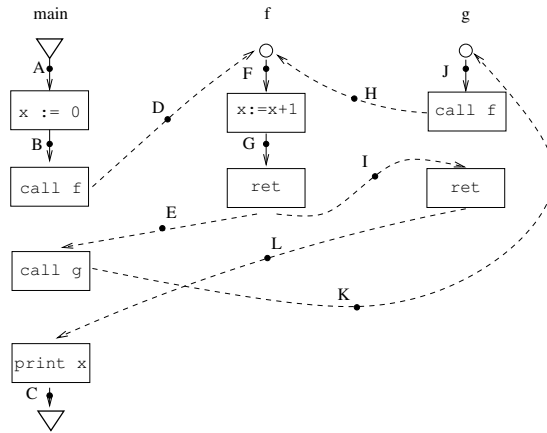 main f g
A
F
J
x := 0
D
x:=x+1
H
call f
B
G
call f
ret
I
ret
E
call g
L
K
print x
C